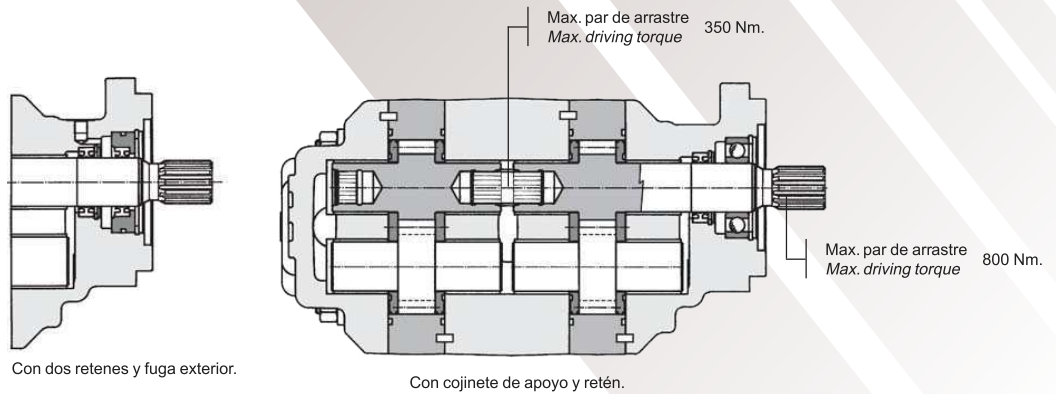 Max. par de arrastre
Max. driving torque
350 Nm.
Max. par de arrastre
Max. driving torque
800 Nm.
Con dos retenes y fuga exterior.
Con cojinete de apoyo y retén.